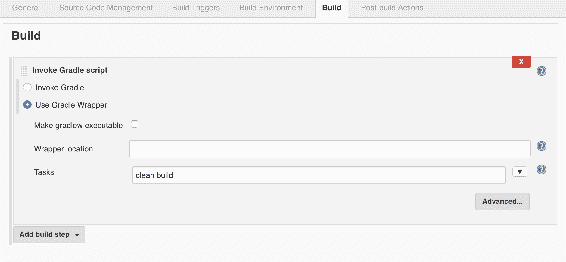 General Source Code Management Build Triggers Build Environment Build Post-build Actions
Build
X
Invoke Gradle script
Invoke Gradle
Use Gradle Wrapper
Make gradlew executable
Wrapper location
Tasks clean build
Advanced...
Add build step